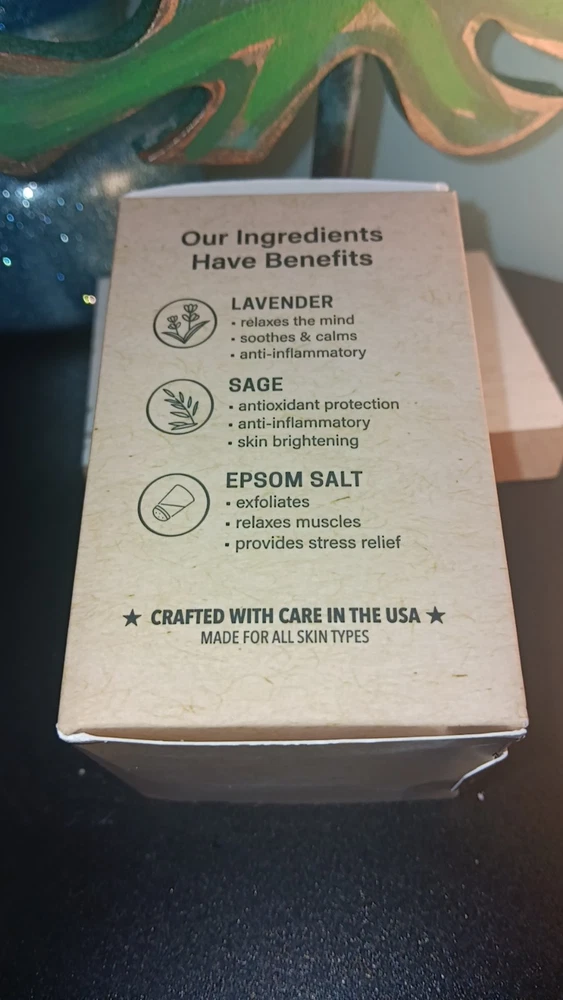 Our Ingredients
Have Benefits
LAVENDER
• relaxes the mind
• soothes & calms
• anti-inflammatory
SAGE
• antioxidant protection
• anti-inflammatory
• skin brightening
EPSOM SALT
• exfoliates
• relaxes muscles
• provides stress relief
★ CRAFTED WITH CARE IN THE USA ★
MADE FOR ALL SKIN TYPES